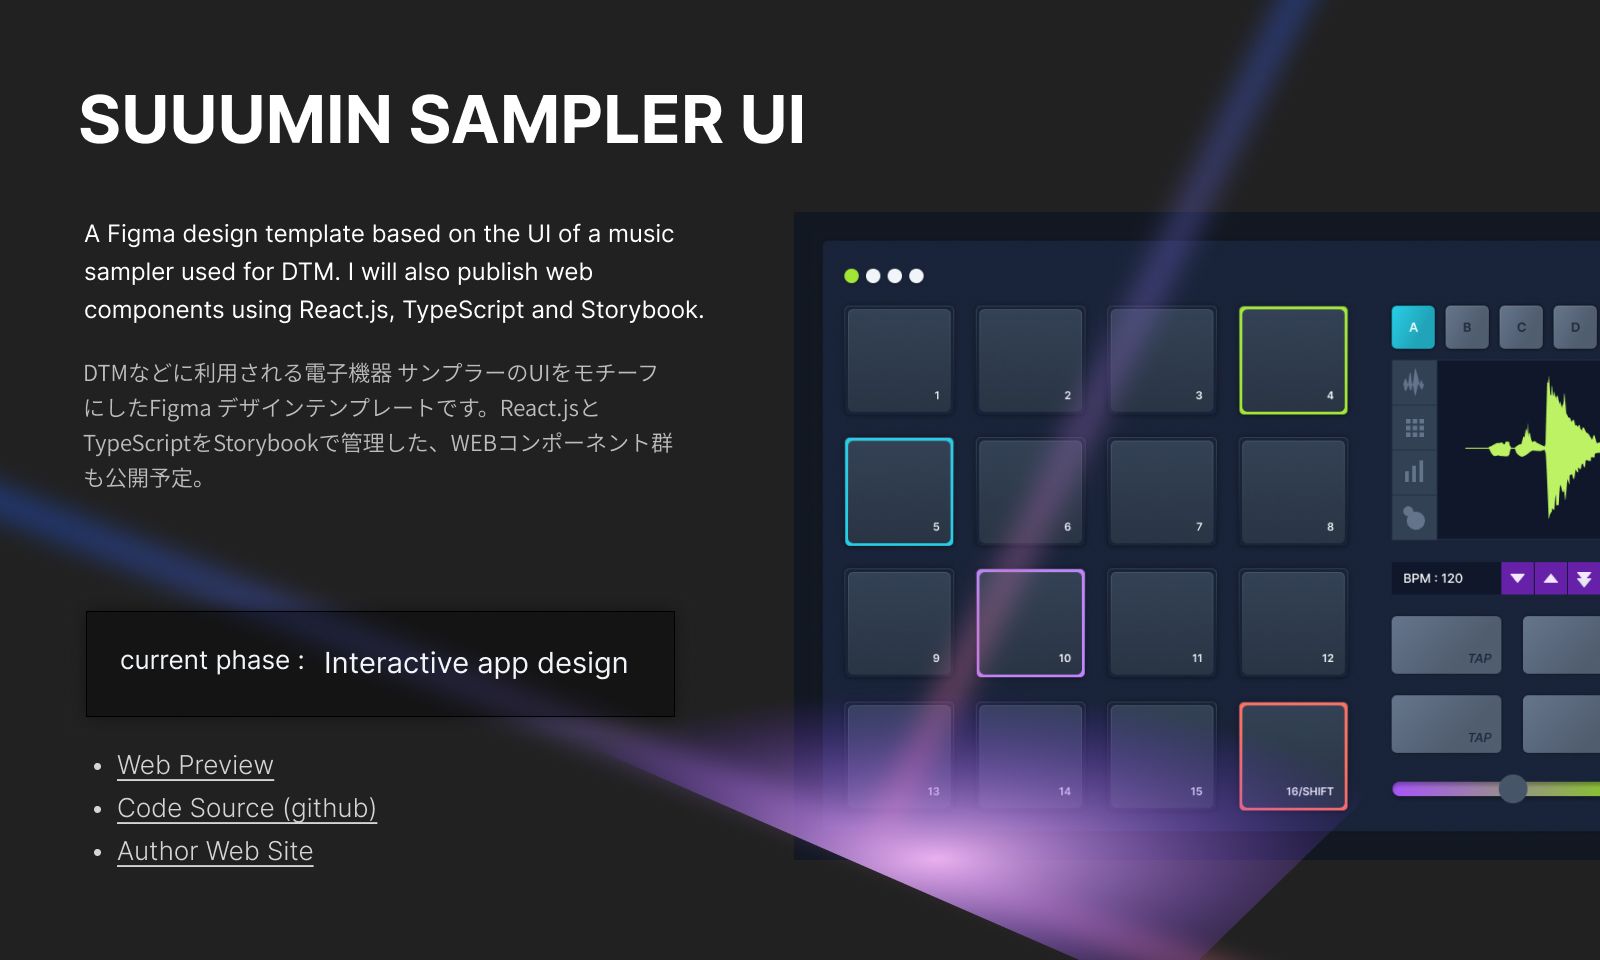 SUUUMIN SAMPLER UI
A Figma design template based on the UI of a music
sampler used for DTM. I will also publish web
components using React.js, TypeScript and Storybook.
DTMなどに利用される電子機器 サンプラーのUIをモチーフ
にしたFigma デザインテンプレートです。React.jsと
TypeScriptをStorybookで管理した、WEBコンポーネント群
も公開予定。
current phase : Interactive app design
Web Preview
Code Source (github)
Author Web Site
1 2 3 4
5 6 7 8
9 10 11 12
13 14 15 16/SHIFT
A B C D
BPM : 120
TAP
TAP